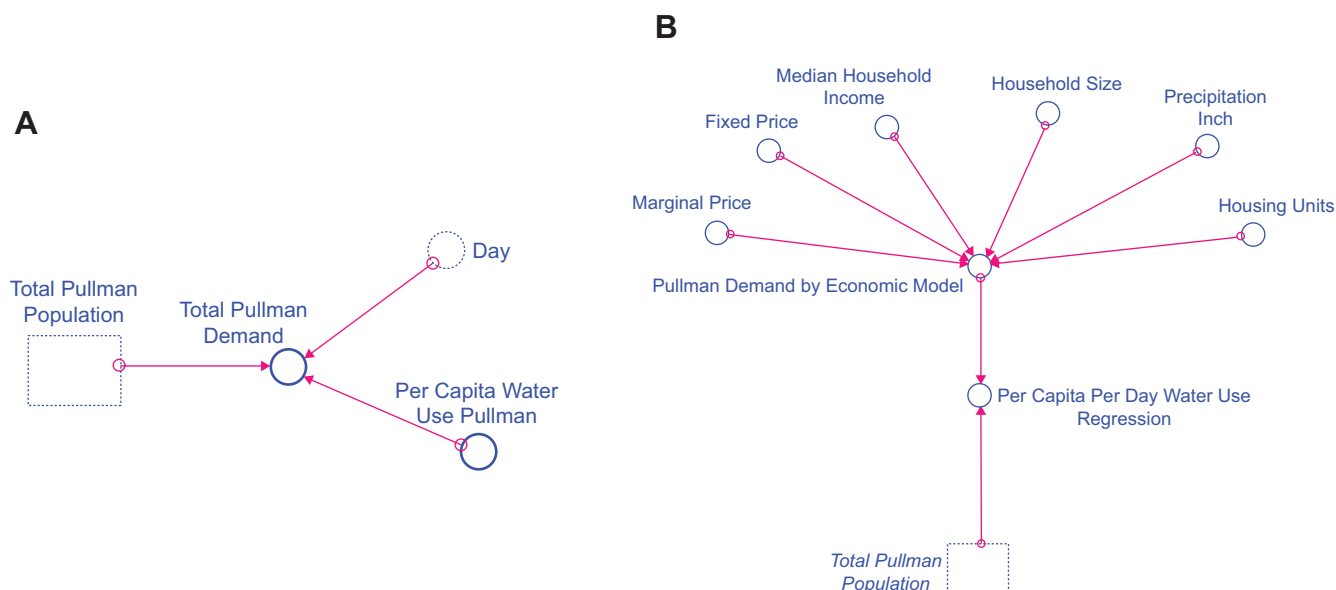 A
Total Pullman
Population
Total Pullman
Demand
Day
Per Capita Water
Use Pullman
B
Marginal Price
Fixed Price
Median Household
Income
Household Size
Precipitation
Inch
Housing Units
Pullman Demand by Economic Model
Per Capita Per Day Water Use
Regression
Total Pullman
Population